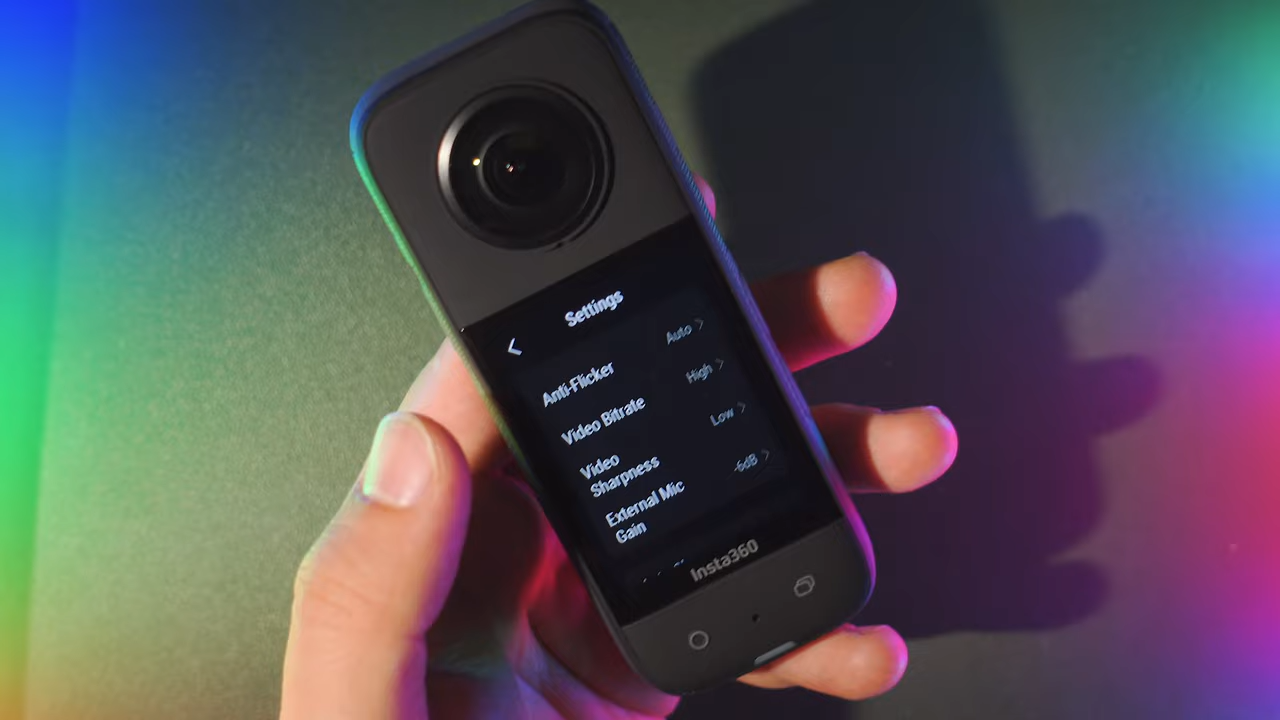 Settings
Anti-Flicker Auto
Video Bitrate High
Video Sharpness Low
External Mic Gain -6dB
Insta360